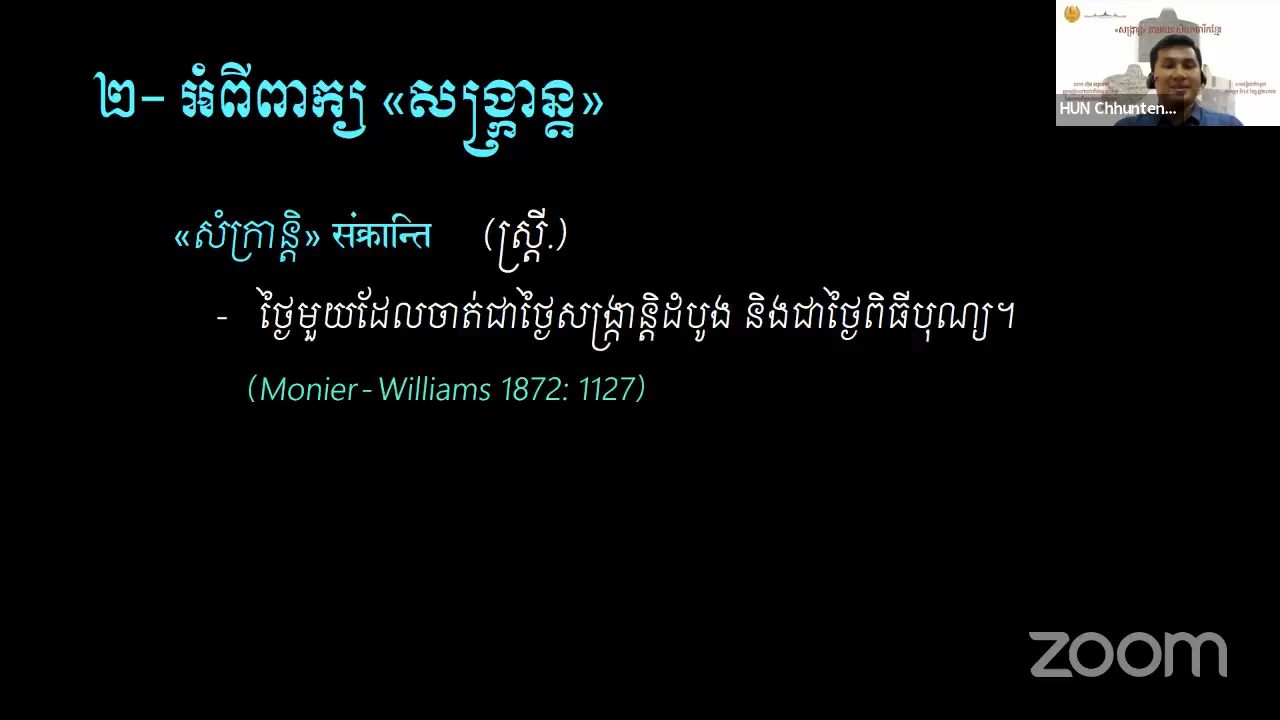 ២- អំពីពាក្យ «សង្ក្រាន្ត»
«សំក្រាន្តិ» संक्रान्ति (ស្ត្រី.)
- ថ្ងៃមួយដែលចាត់ជាថ្ងៃសង្ក្រាន្តិដំបូង និងជាថ្ងៃពិធីបុណ្យ។
(Monier-Williams 1872: 1127)
HUN Chhunten...
zoom